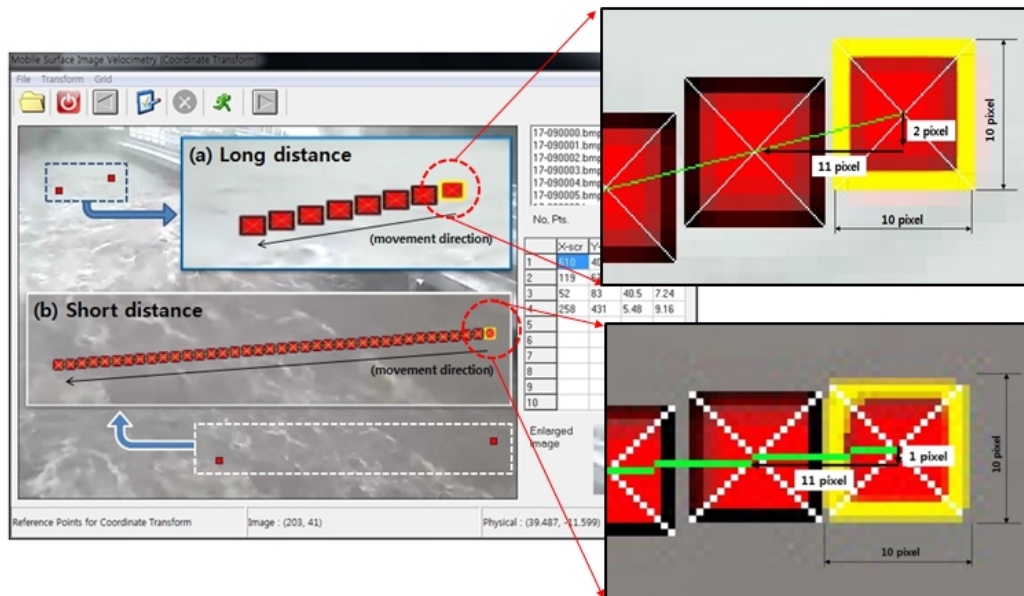 Mobile Surface Image Velocimetry (Coordinate Transform)
File Transform Grid
(a) Long distance
(movement direction)
(b) Short distance
(movement direction)
17-090000.bmp
17-090001.bmp
17-090002.bmp
17-090003.bmp
17-090004.bmp
17-090005.bmp
No, Pts.
X-scr
1 610
2 119
3 52 83 40.5 7.24
4 258 431 5.48 9.16
5
6
7
8
9
10
Enlarged
Image
Reference Points for Coordinate Transform
Image : (203, 41)
Physical : (39.487, -11.599)
2 pixel
11 pixel
10 pixel
10 pixel
1 pixel
11 pixel
10 pixel
10 pixel